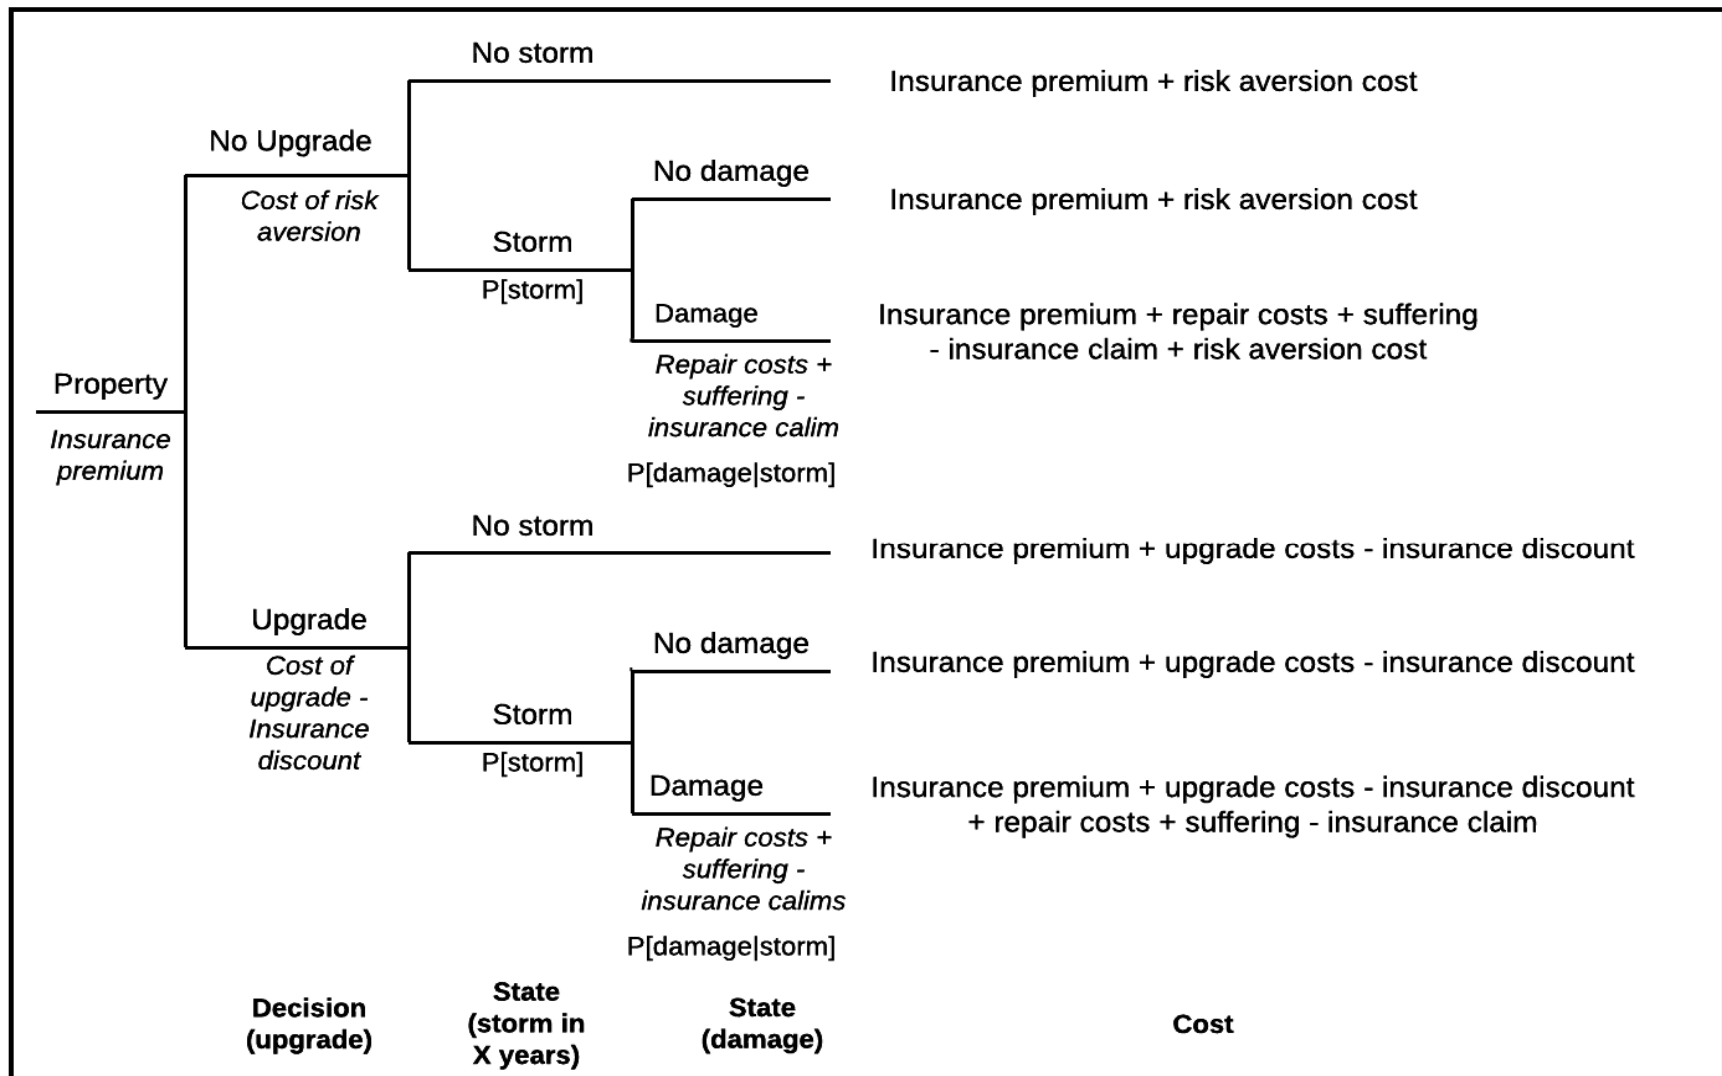 No storm
Insurance premium + risk aversion cost
No Upgrade
Cost of risk
aversion
No damage
Insurance premium + risk aversion cost
Storm
P[storm]
Damage
Insurance premium + repair costs + suffering
- insurance claim + risk aversion cost
Repair costs +
suffering -
insurance calim
P[damage|storm]
Property
Insurance
premium
No storm
Insurance premium + upgrade costs - insurance discount
Upgrade
Cost of
upgrade -
Insurance
discount
No damage
Insurance premium + upgrade costs - insurance discount
Storm
P[storm]
Damage
Insurance premium + upgrade costs - insurance discount
+ repair costs + suffering - insurance claim
Repair costs +
suffering -
insurance calims
P[damage|storm]
Decision
(upgrade)
State
(storm in
X years)
State
(damage)
Cost